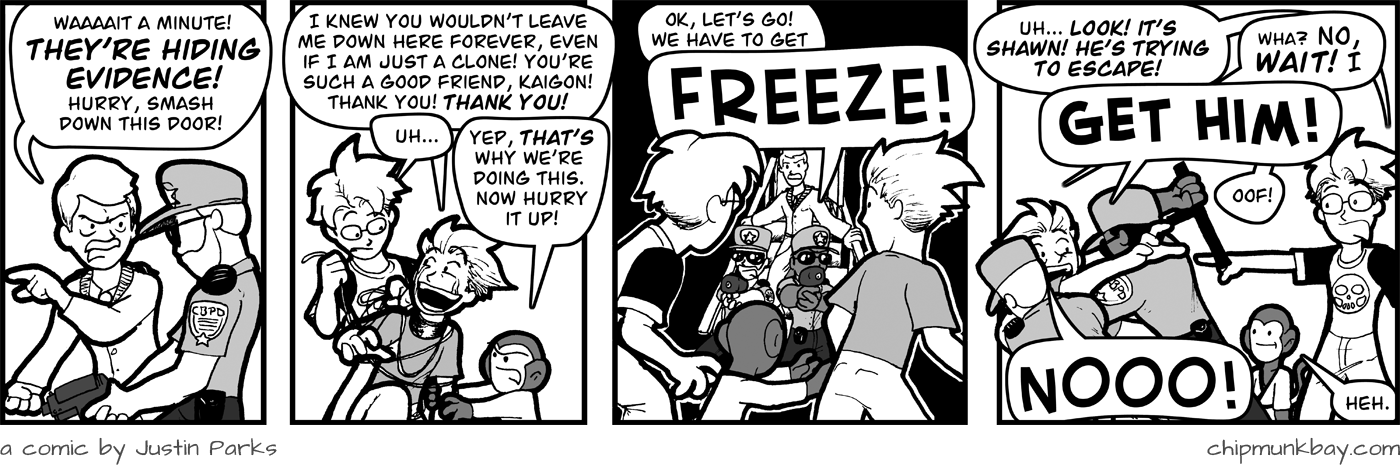 WAAAAIT A MINUTE!
THEY'RE HIDING
EVIDENCE!
HURRY, SMASH
DOWN THIS DOOR!
CBPD
I KNEW YOU WOULDN'T LEAVE
ME DOWN HERE FOREVER, EVEN
IF I AM JUST A CLONE! YOU'RE
SUCH A GOOD FRIEND, KAIGON!
THANK YOU! THANK YOU!
UH...
YEP, THAT'S
WHY WE'RE
DOING THIS.
NOW HURRY
IT UP!
OK, LET'S GO!
WE HAVE TO GET
FREEZE!
UH... LOOK! IT'S
SHAWN! HE'S TRYING
TO ESCAPE!
WHA? NO,
WAIT! I
GET HIM!
OOF!
CBPD
NOOO!
HEH.
a comic by Justin Parks
chipmunkbay.com